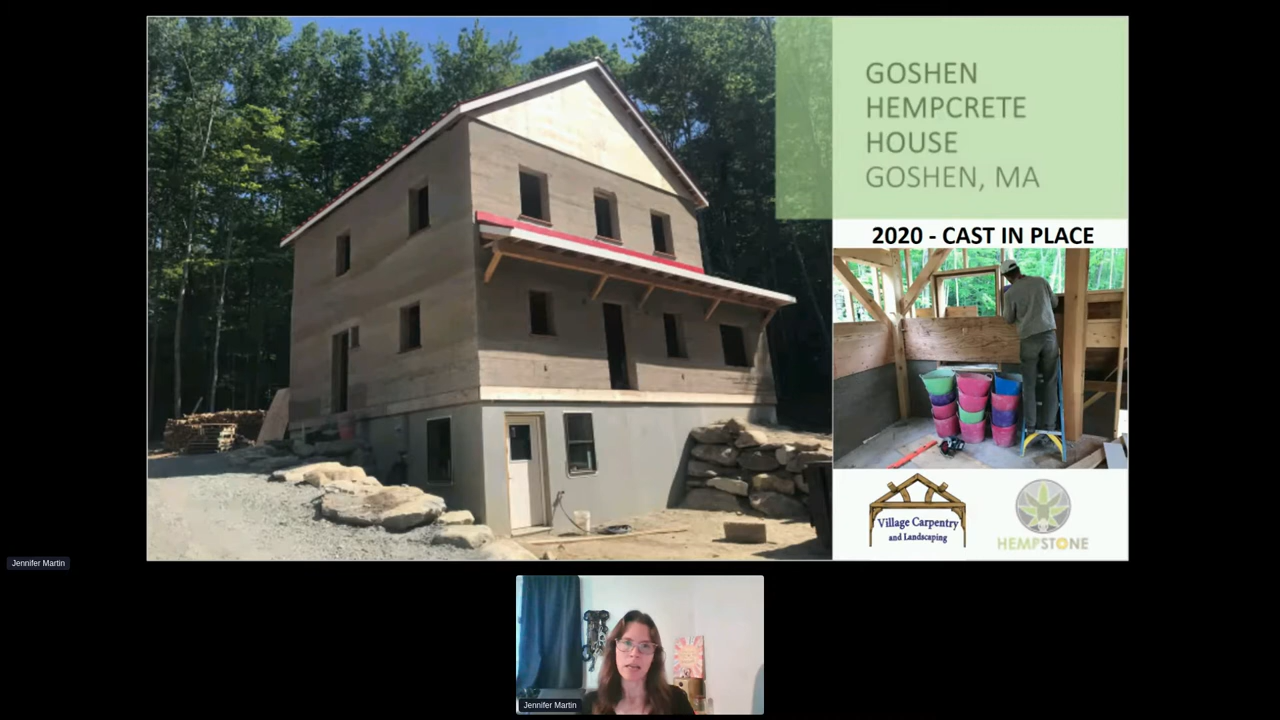 GOSHEN
HEMPCRETE
HOUSE
GOSHEN, MA
2020 - CAST IN PLACE
Village Carpentry
and Landscaping
HEMPSTONE
Jennifer Martin
Jennifer Martin